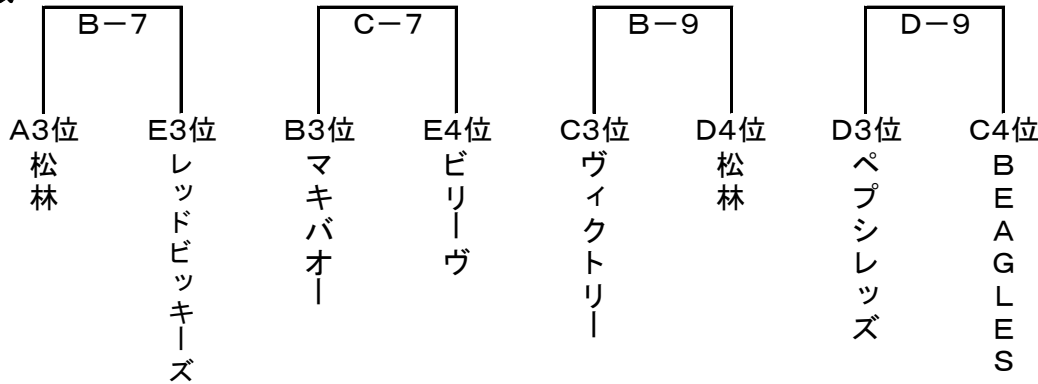 B－7
C－7
B－9
D－9
A3位
E3位
B3位
E4位
C3位
D4位
D3位
C4位
松林
レッドビッキーズ
マキバオー
ビリーヴ
ヴィクトリー
松林
ペプシレッズ
BEAGLES